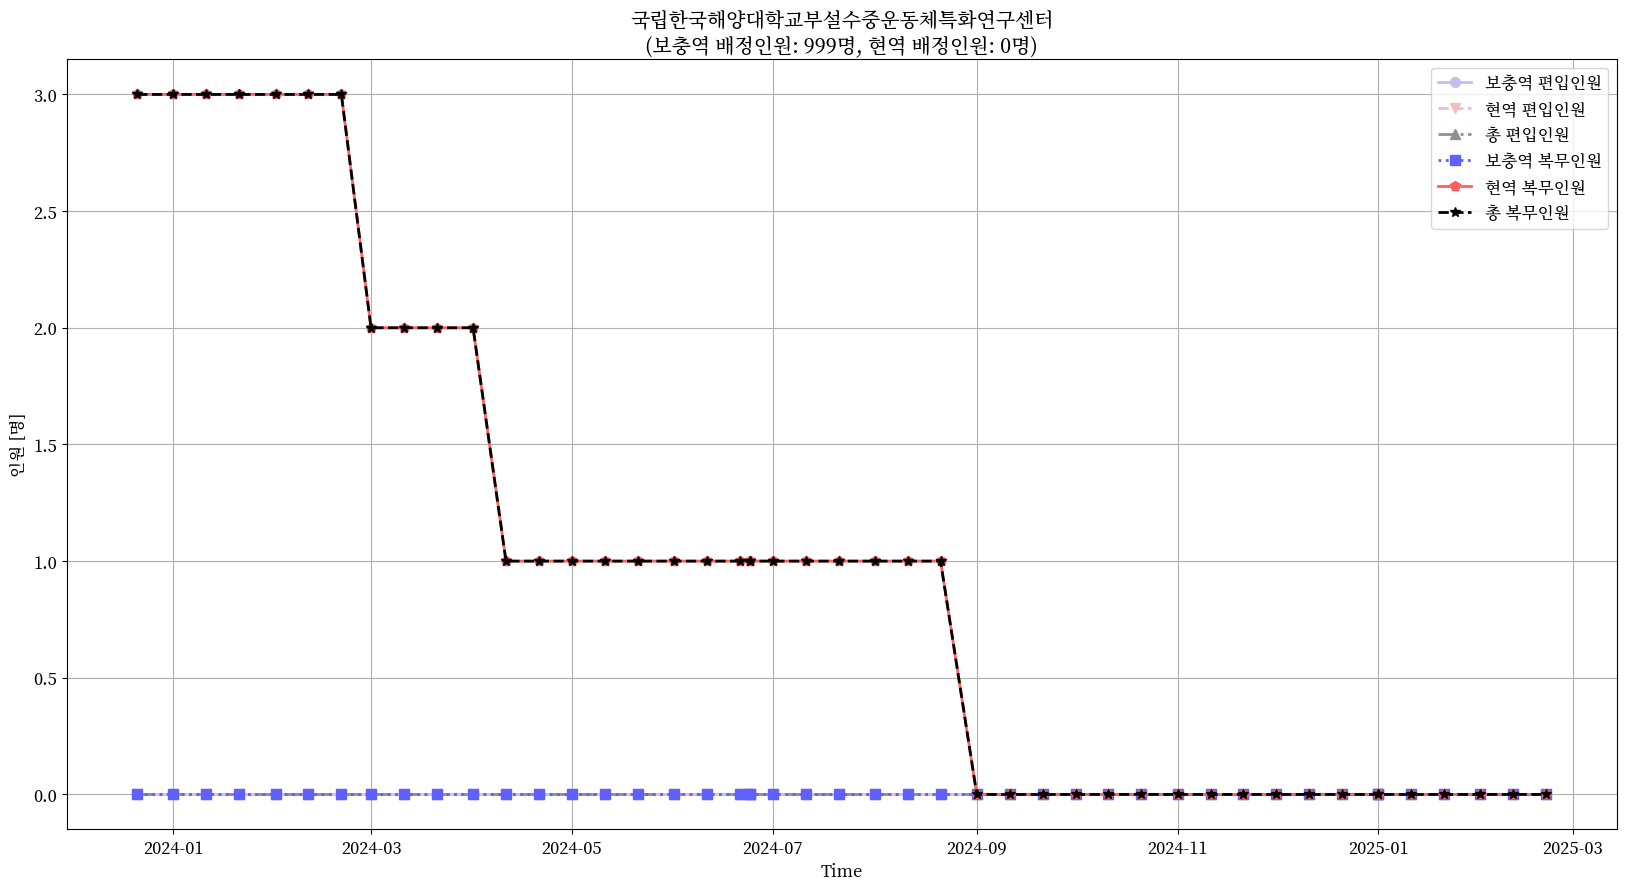 국립한국해양대학교부설수중운동체특화연구센터
(보충역 배정인원: 999명, 현역 배정인원: 0명)
보충역 편입인원
현역 편입인원
총 편입인원
보충역 복무인원
현역 복무인원
총 복무인원
인원 [명]
3.0
2.5
2.0
1.5
1.0
0.5
0.0
2024-01
2024-03
2024-05
2024-07
2024-09
2024-11
2025-01
2025-03
Time